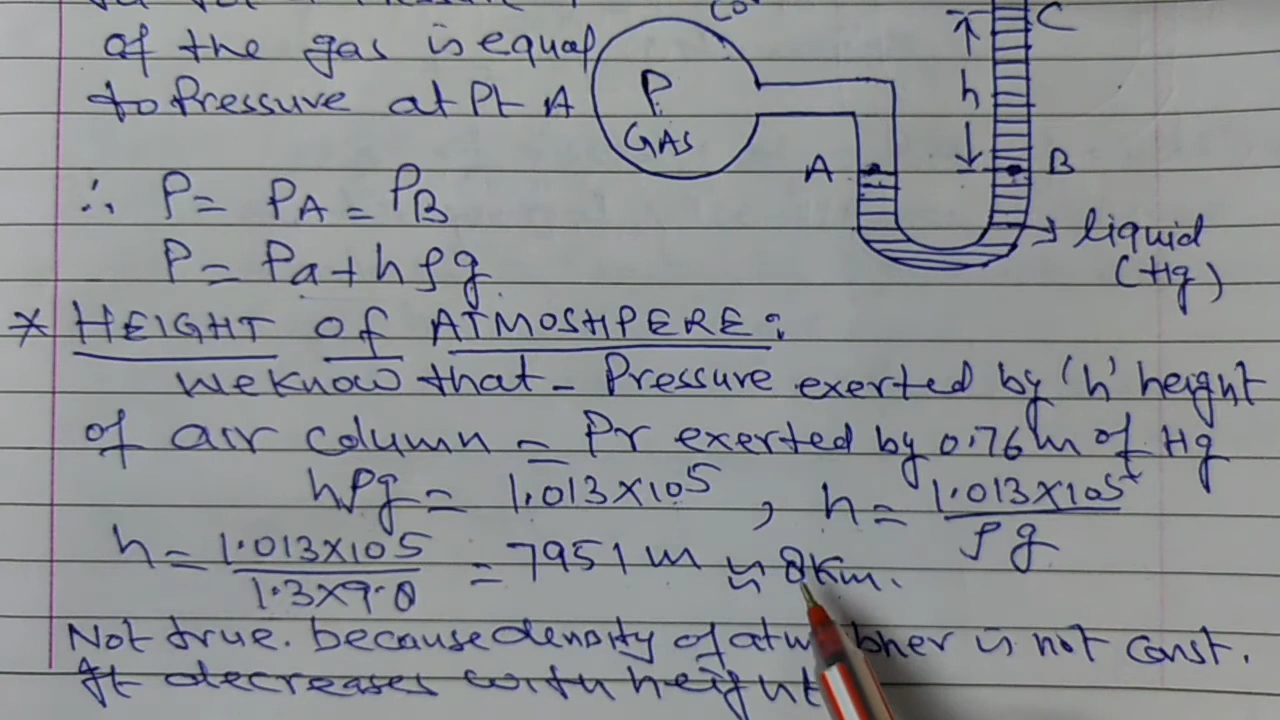 of the gas is equal
to Pressure at Pt A
P
GAS
h
C
A
B
liquid
(Hg)
∴ P = PA = PB
P = Pa + hρg
* HEIGHT of ATMOSHPERE:
We know that - Pressure exerted by 'h' height
of air column = Pr exerted by 0.76 m of Hg
hρg = 1.013×10⁵, h = 1.013×10⁵ / ρg
h = 1.013×10⁵ / 1.3×9.8 = 7951 m ≈ 8 Km.
Not true. because density of is not const.
It decreases with height